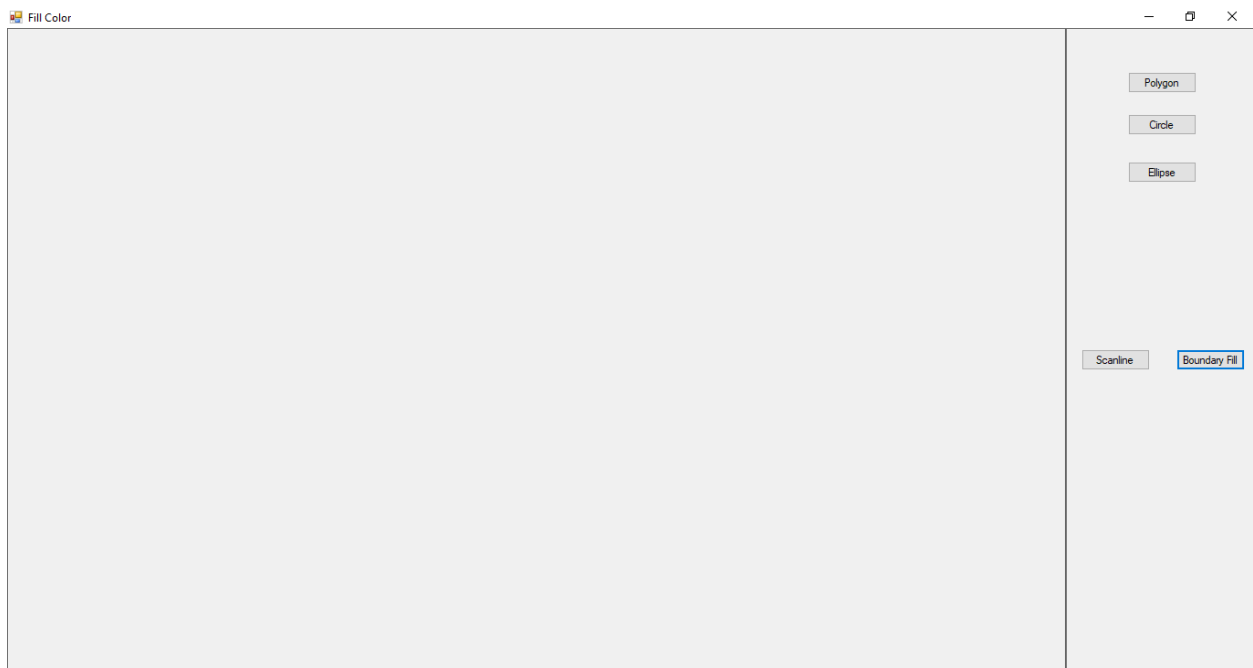 Fill Color
Polygon
Circle
Ellipse
Scanline Boundary Fill